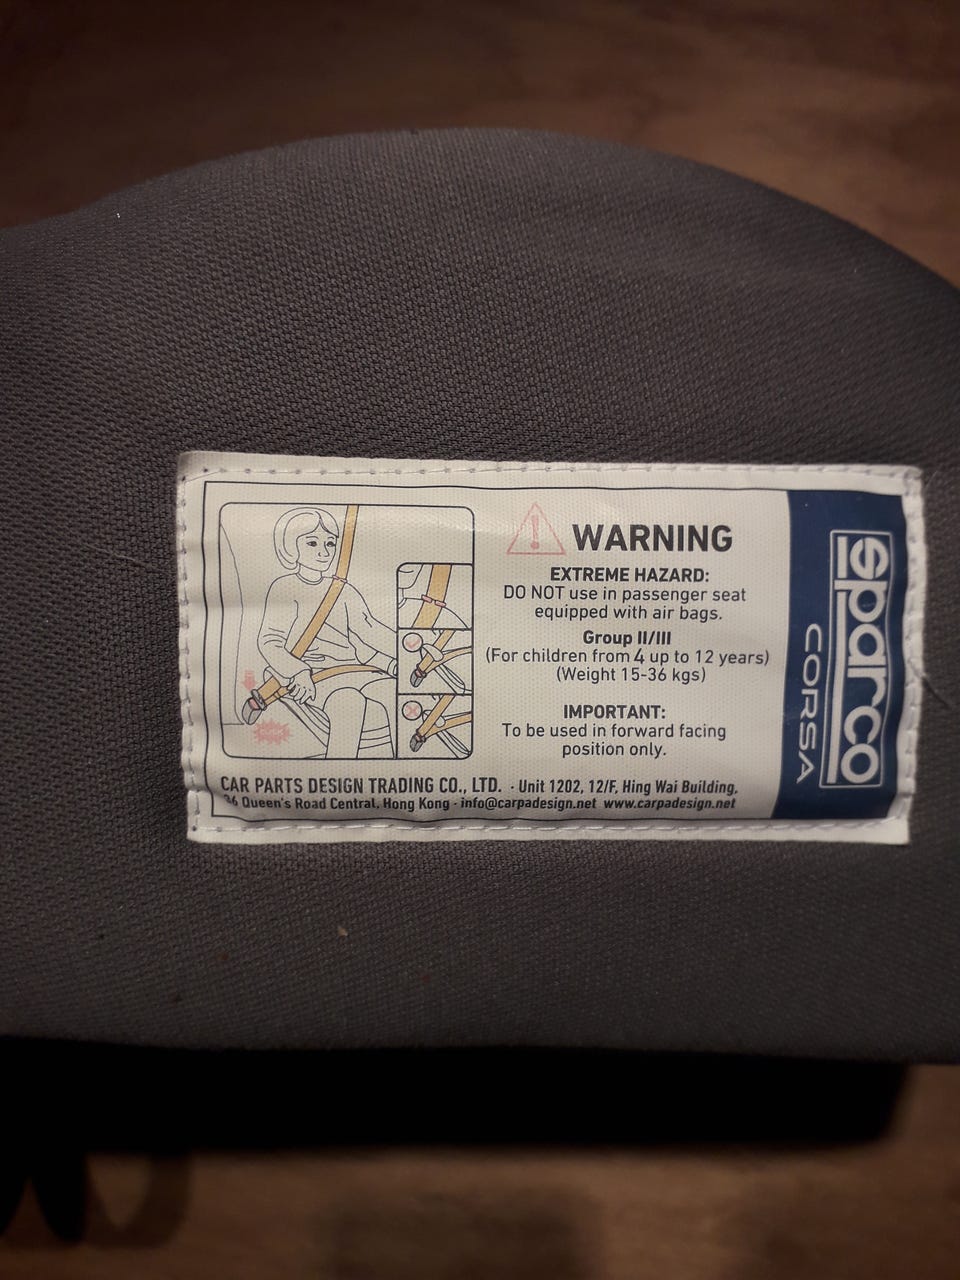 WARNING
EXTREME HAZARD:
DO NOT use in passenger seat
equipped with air bags.
Group II/III
(For children from 4 up to 12 years)
(Weight 15-36 kgs)
IMPORTANT:
To be used in forward facing
position only.
CAR PARTS DESIGN TRADING CO., LTD. · Unit 1202, 12/F, Hing Wai Building,
36 Queen's Road Central, Hong Kong - info@carpadesign.net www.carpadesign.net
sparco
CORSA